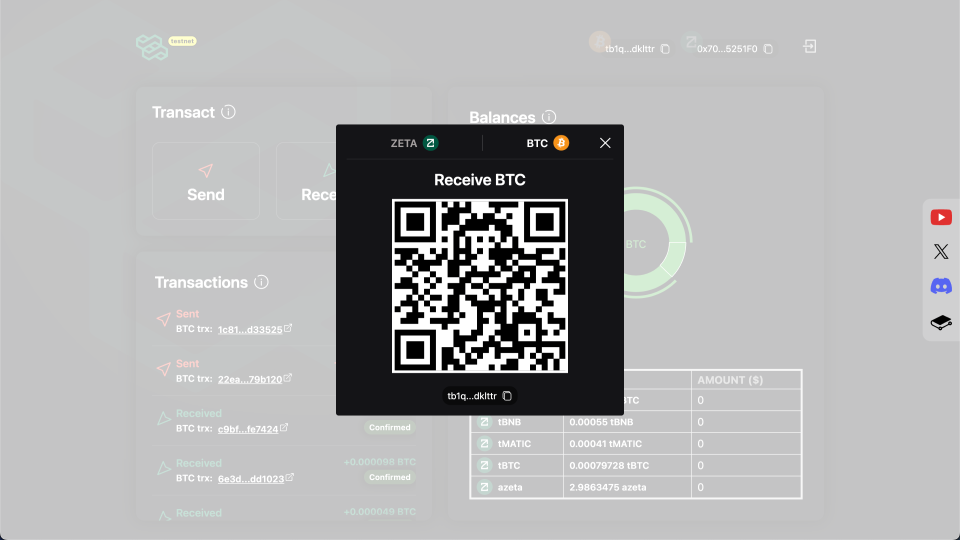 testnet
tb1q...dklttr
0x70...5251F0
Transact
Balances
Send
Rece
ZETA
BTC
Receive BTC
tb1q...dklttr
BTC
Transactions
Sent
BTC trx: 1c81...d33525
Sent
BTC trx: 22ea...79b120
Received
BTC trx: c9bf...fe7424
Confirmed
Received
+0.000098 BTC
BTC trx: 6e3d...dd1023
Confirmed
Received
+0.000049 BTC
AMOUNT ($)
BTC 0
tBNB 0.00055 tBNB 0
tMATIC 0.00041 tMATIC 0
tBTC 0.00079728 tBTC 0
azeta 2.9863475 azeta 0